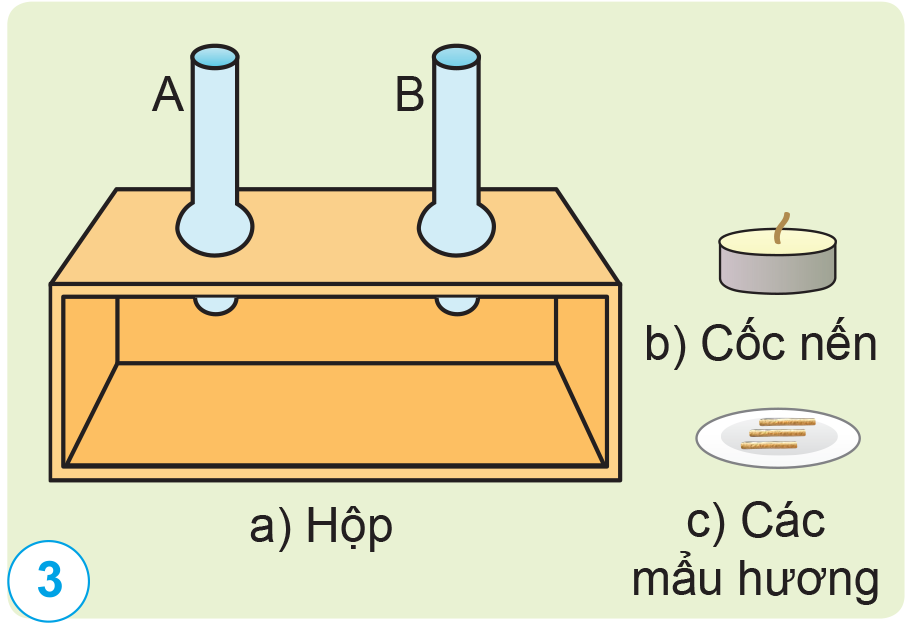 A
B
b) Cốc nến
a) Hộp
c) Các
mẩu hương
3